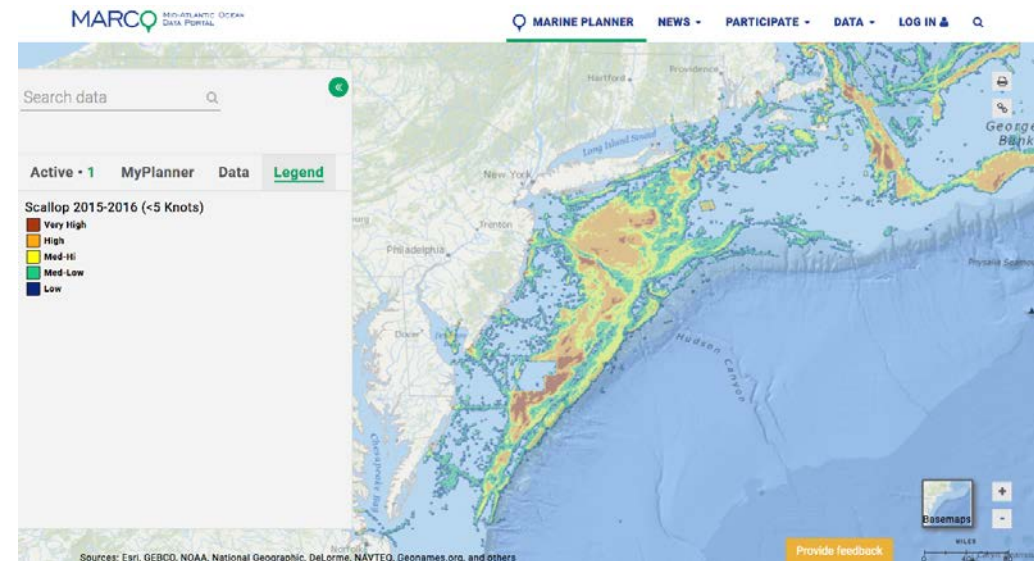 MARCO MID-ATLANTIC OCEAN
DATA PORTAL
MARINE PLANNER NEWS PARTICIPATE DATA LOG IN
Search data
Active • 1 MyPlanner Data Legend
Scallop 2015-2016 (<5 Knots)
Very High
High
Med-Hi
Med-Low
Low
Hartford
Providence
George
Bank
Long Island Sound
New York
Trenton
Philadelphia
Dover
Hudson
Canyon
Chesapeake Bay
Norfolk
Basemaps
MILES
Sources: Esri, GEBCO, NOAA, National Geographic, DeLorme, NAVTEQ, Geonames.org, and others
Provide feedback